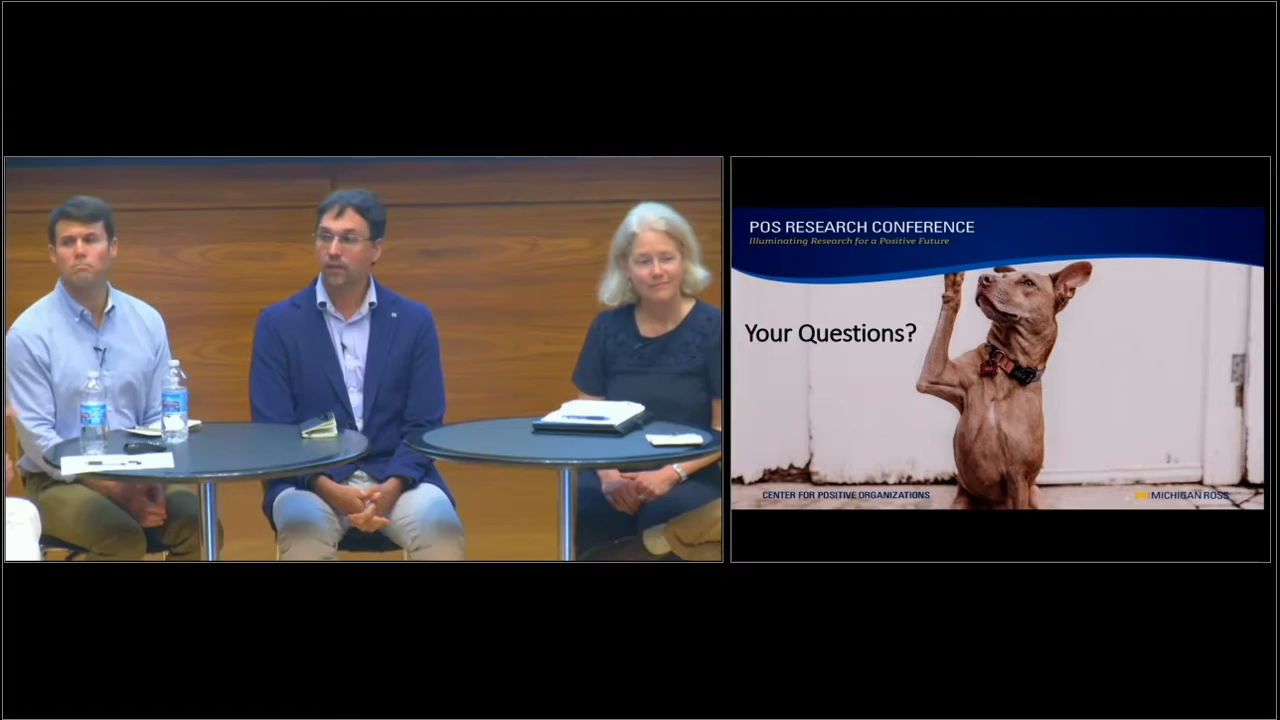 POS RESEARCH CONFERENCE
Illuminating Research for a Positive Future
Your Questions?
CENTER FOR POSITIVE ORGANIZATIONS
MICHIGAN ROSS